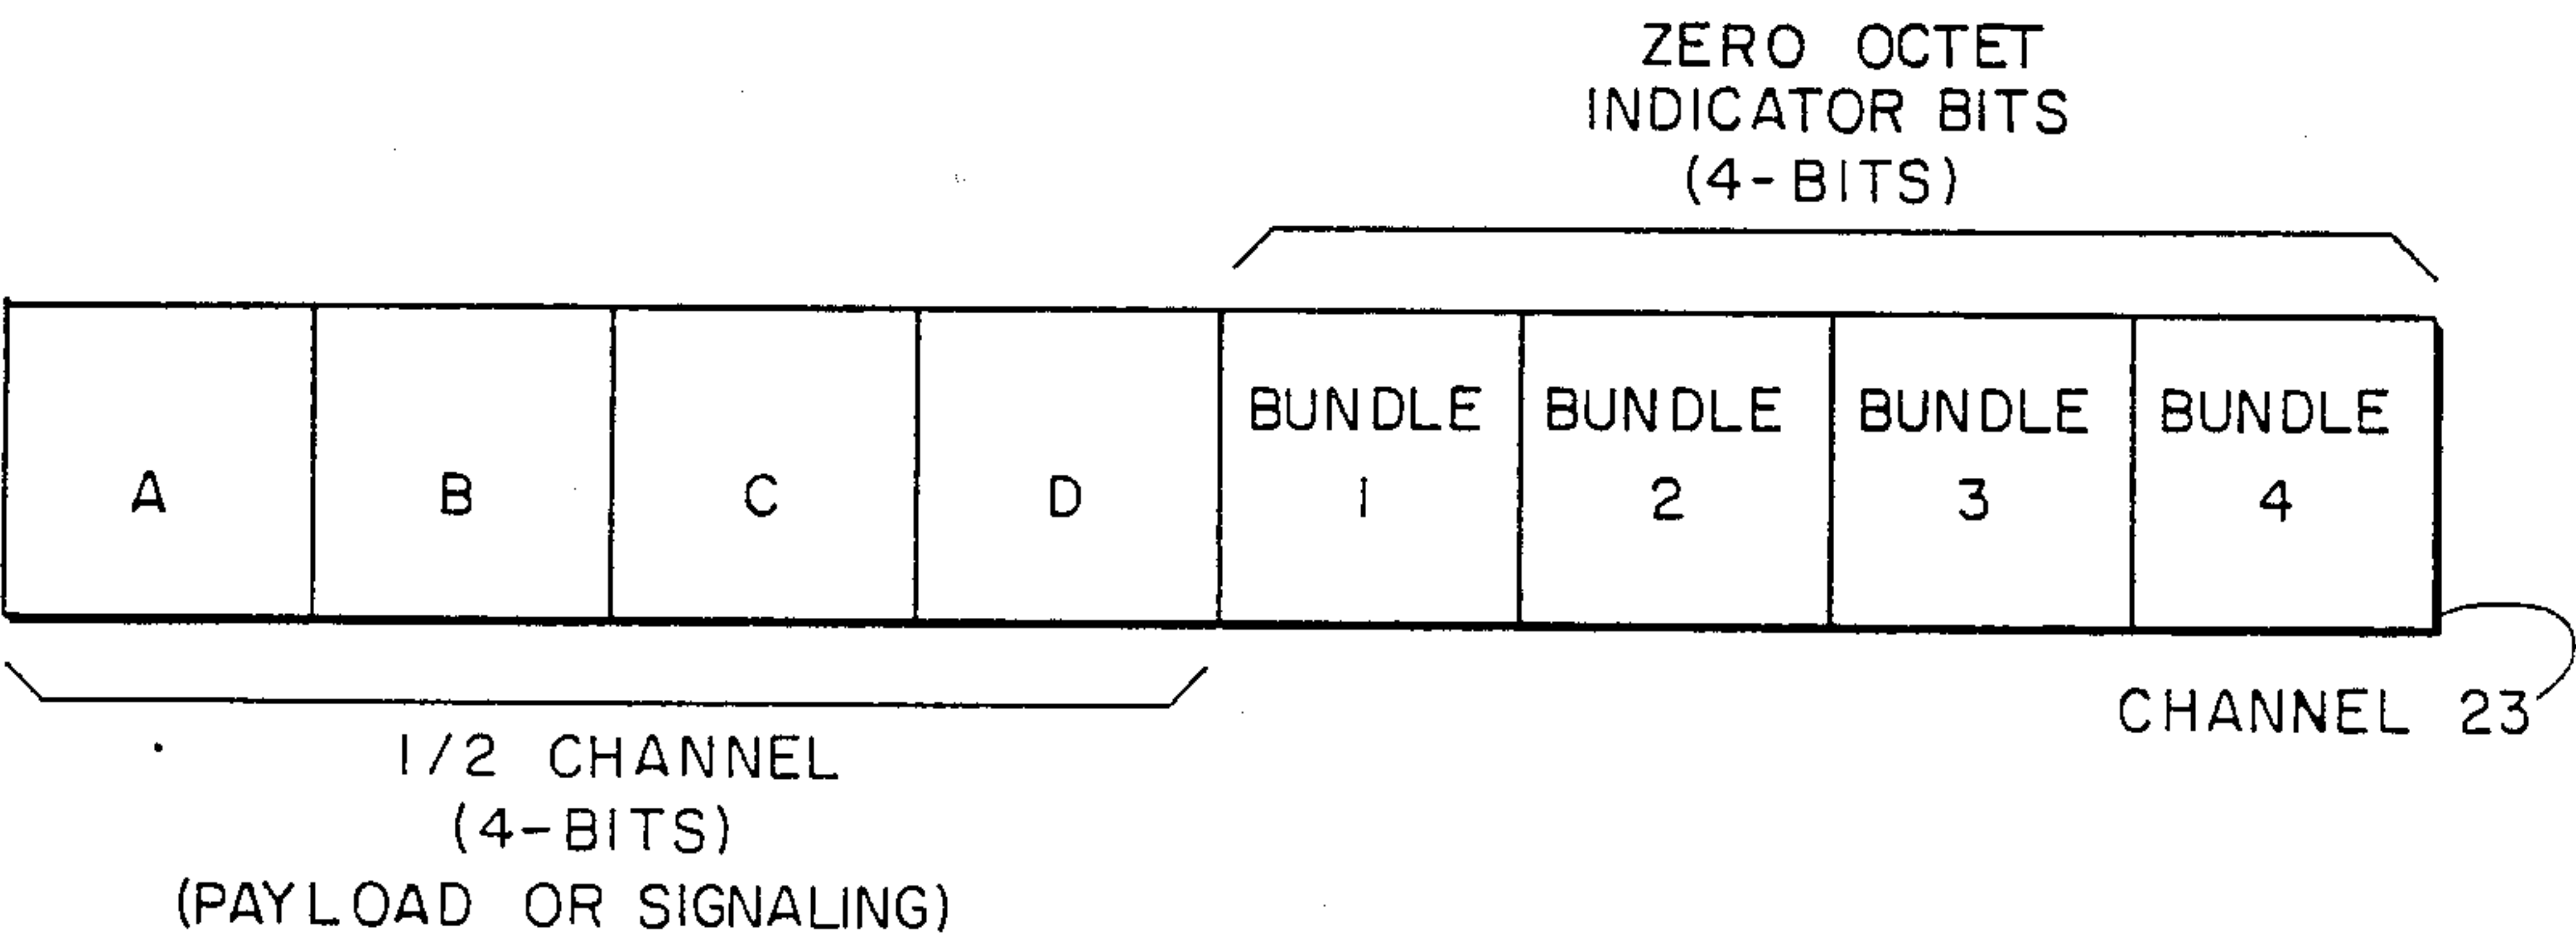 ZERO OCTET
INDICATOR BITS
(4-BITS)
A
B
C
D
BUNDLE
1
BUNDLE
2
BUNDLE
3
BUNDLE
4
CHANNEL 23
1/2 CHANNEL
(4-BITS)
(PAYLOAD OR SIGNALING)